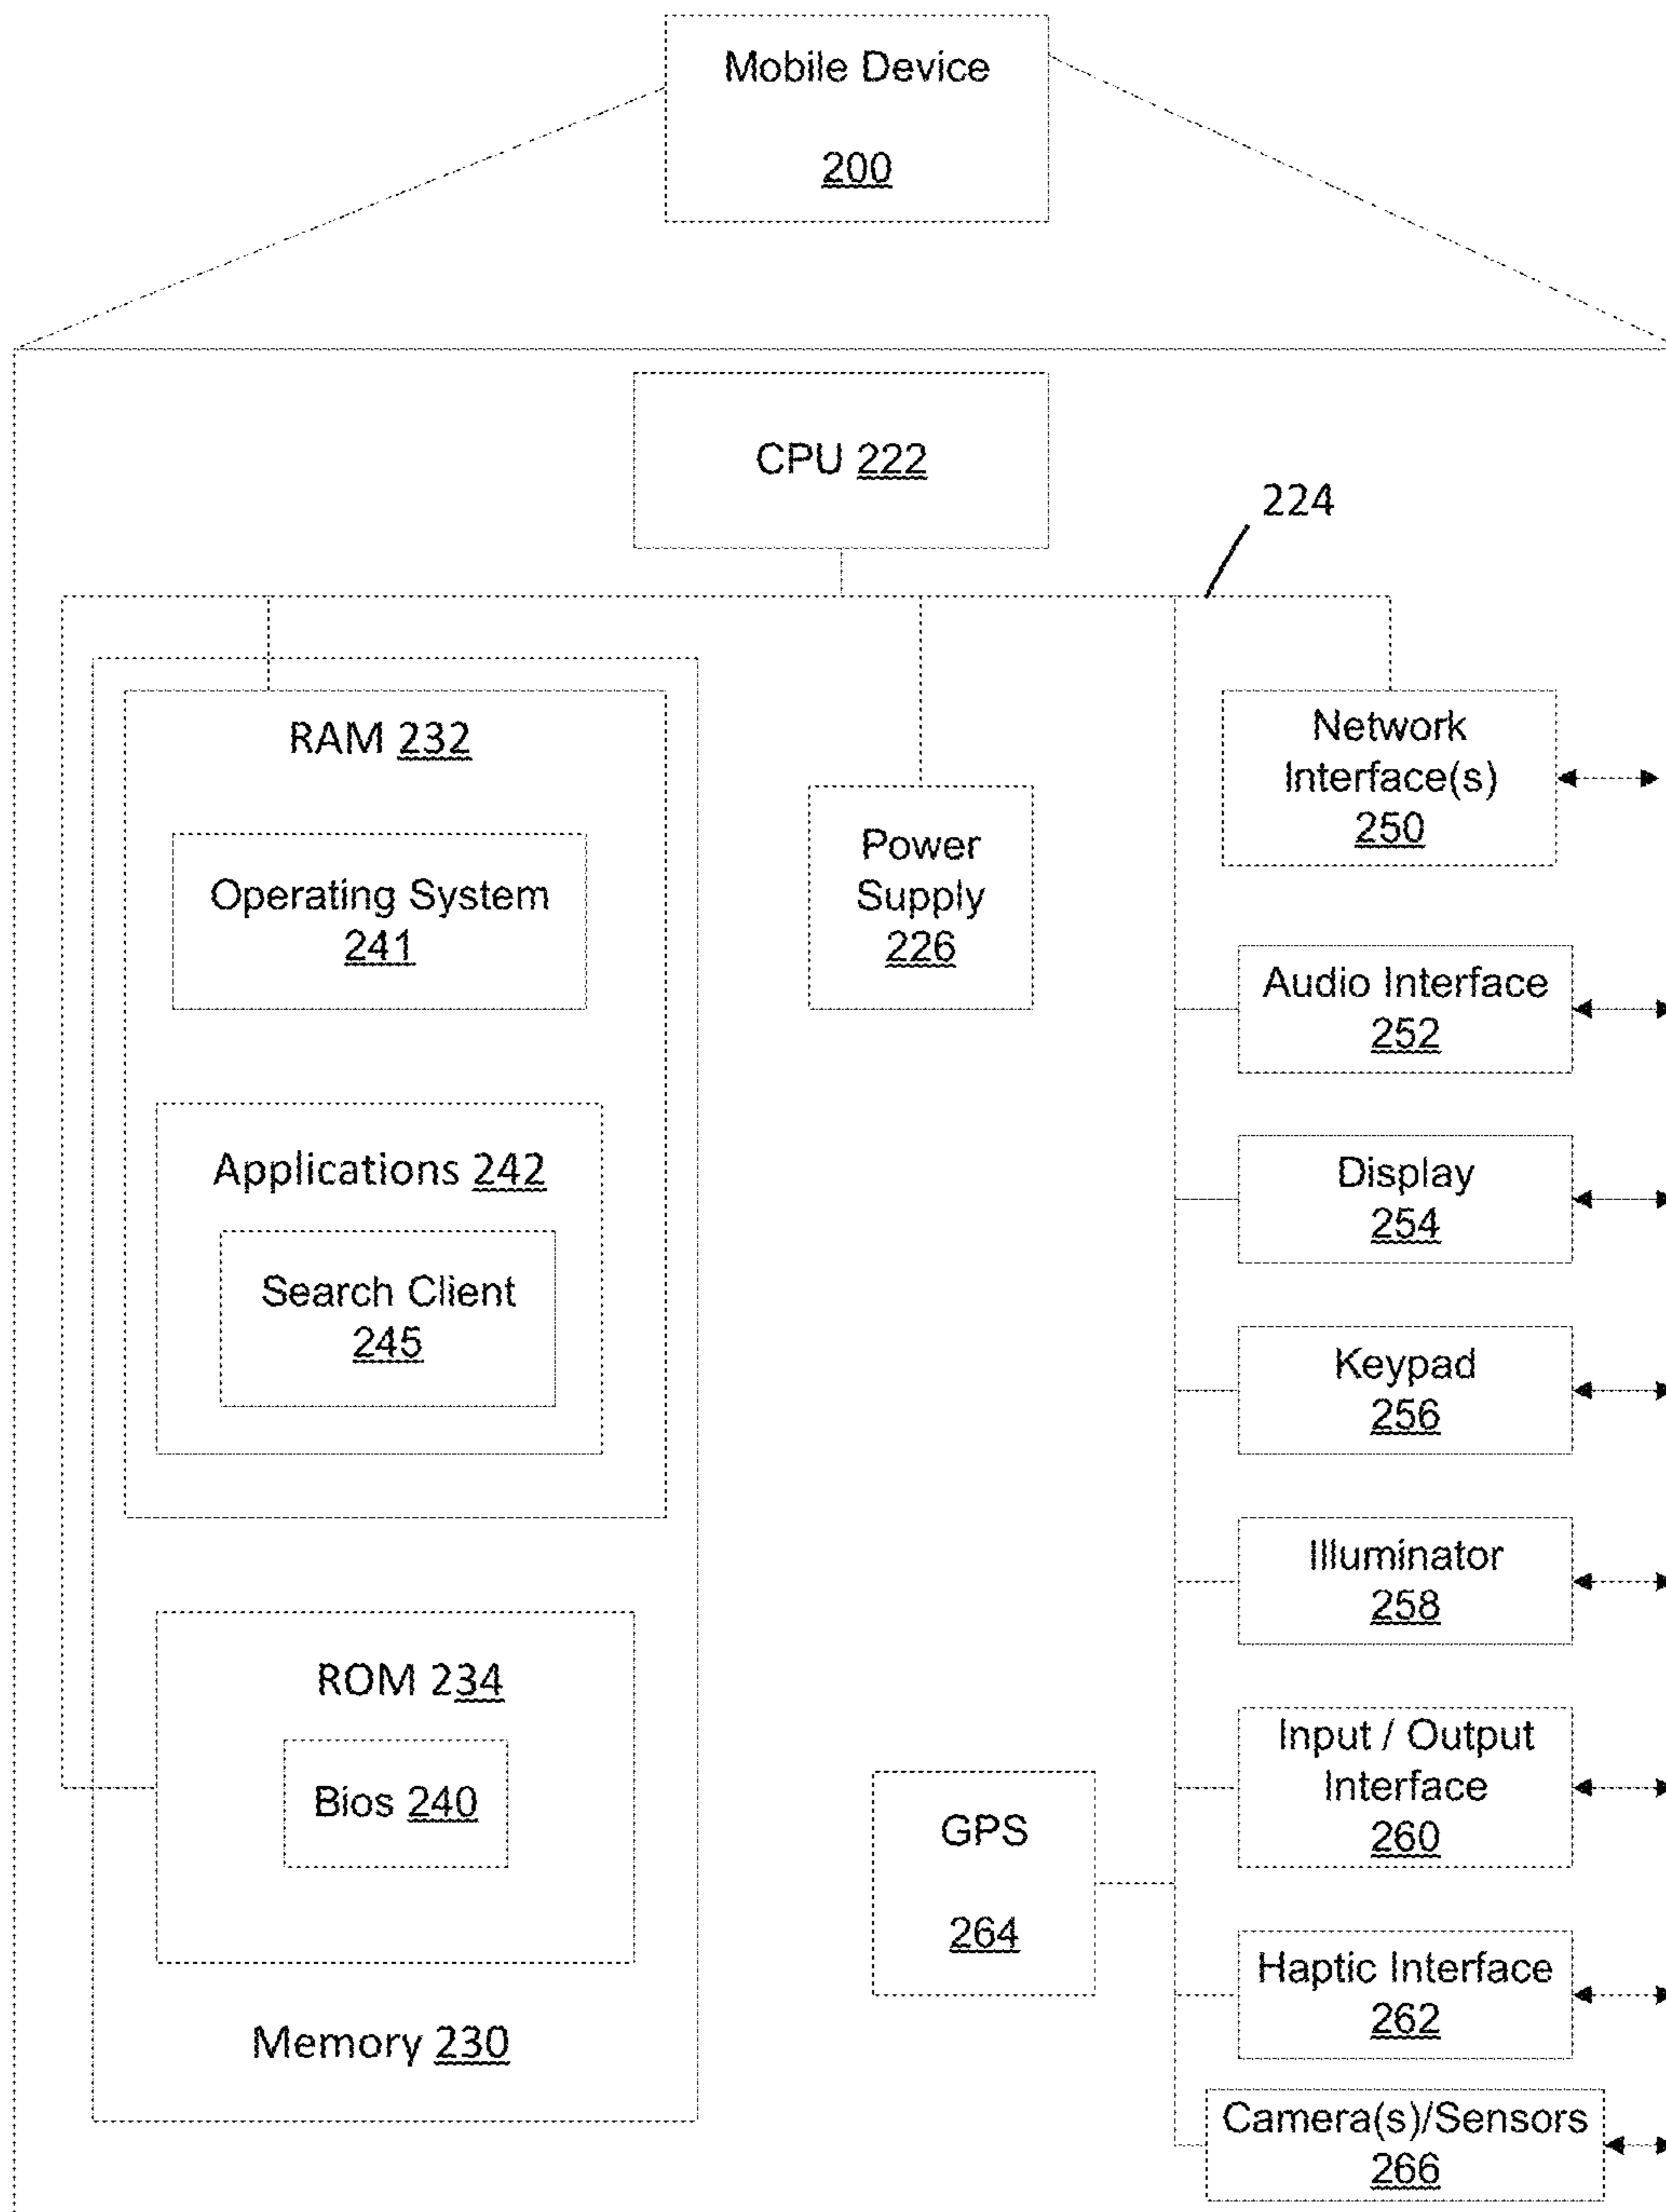 Mobile Device
200
CPU 222
224
RAM 232
Operating System
241
Applications 242
Search Client
245
ROM 234
Bios 240
Memory 230
Power
Supply
226
GPS
264
Network
Interface(s)
250
Audio Interface
252
Display
254
Keypad
256
Illuminator
258
Input / Output
Interface
260
Haptic Interface
262
Camera(s)/Sensors
266